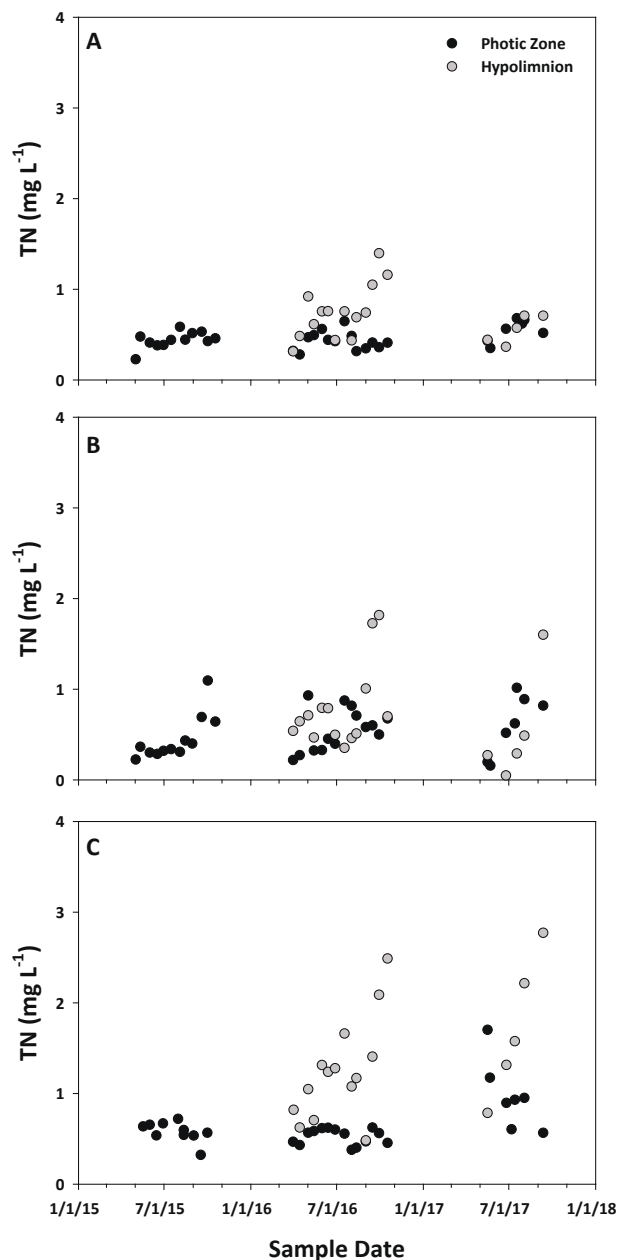 A
Photic Zone
Hypolimnion
4
3
2
1
0
TN (mg L⁻¹)
B
4
3
2
1
0
TN (mg L⁻¹)
C
4
3
2
1
0
TN (mg L⁻¹)
1/1/15 7/1/15 1/1/16 7/1/16 1/1/17 7/1/17 1/1/18
Sample Date